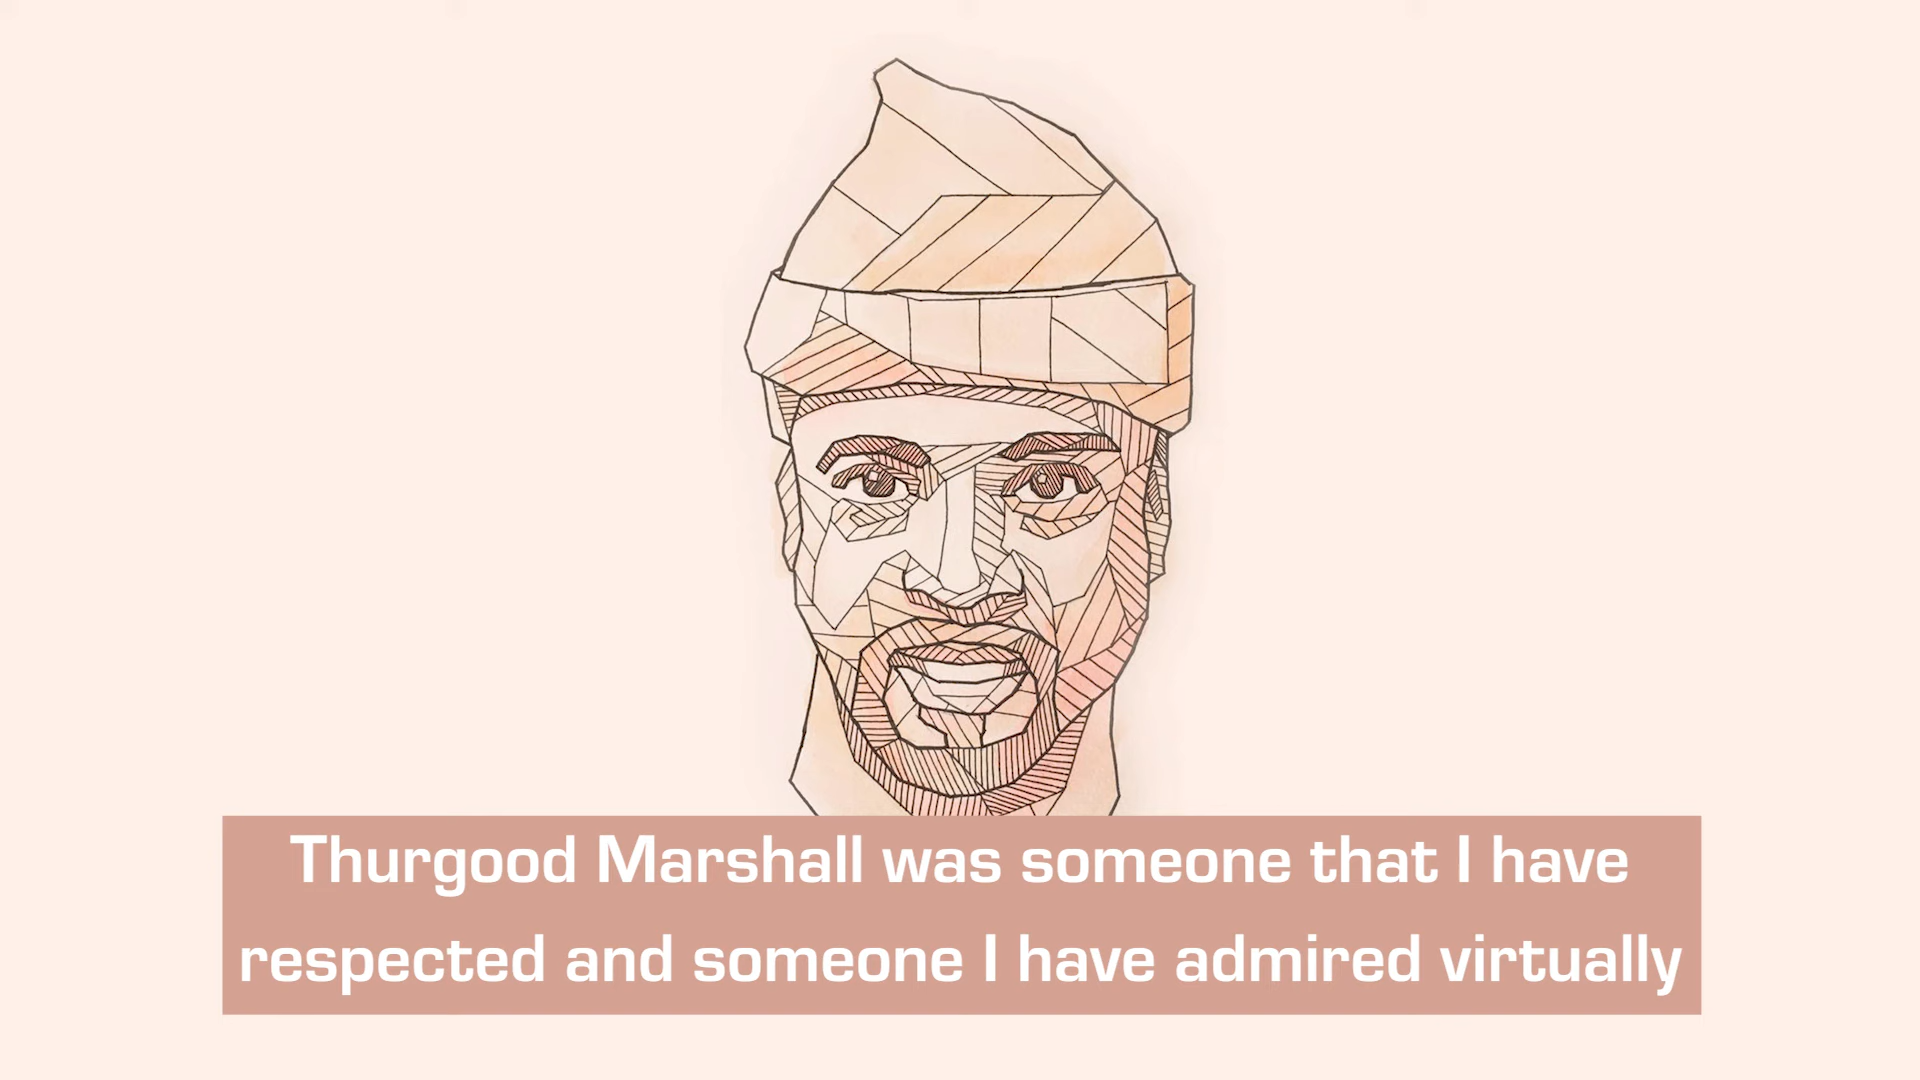 Thurgood Marshall was someone that I have
respected and someone I have admired virtually